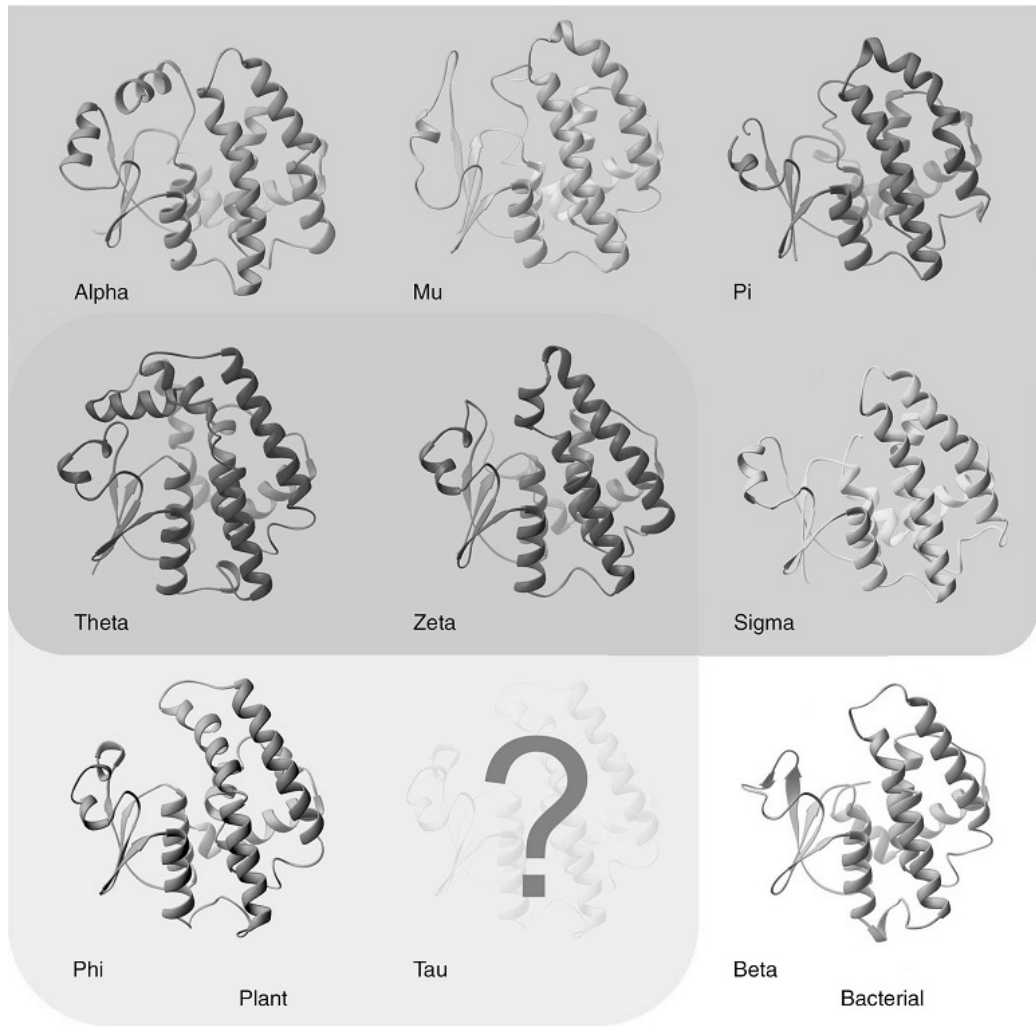 Alpha
Mu
Pi
Theta
Zeta
Sigma
?
Phi
Tau
Beta
Plant
Bacterial